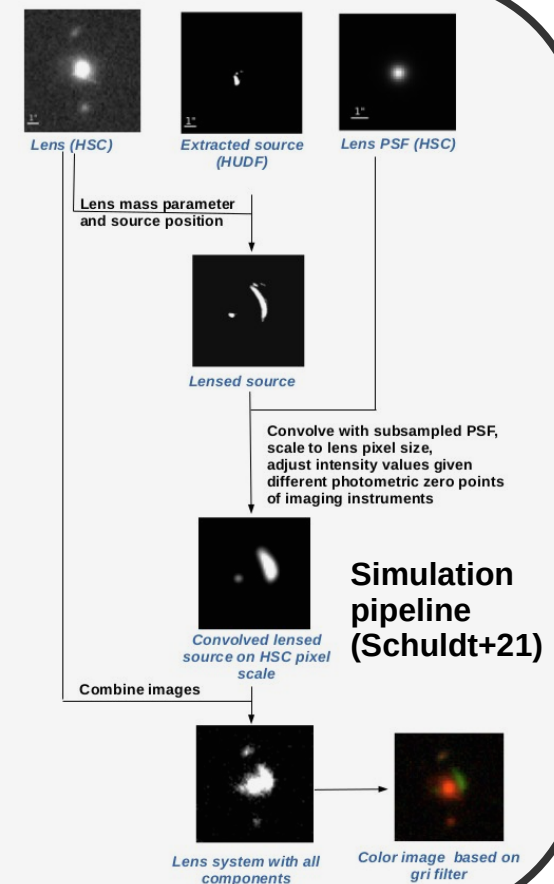 1"
1"
1"
Lens (HSC)
Extracted source
(HUDF)
Lens PSF (HSC)
Lens mass parameter
and source position
Lensed source
Convolve with subsampled PSF,
scale to lens pixel size,
adjust intensity values given
different photometric zero points
of imaging instruments
Simulation
pipeline
(Schuldt+21)
Convolved lensed
source on HSC pixel
scale
Combine images
Lens system with all
components
Color image based on
gri filter